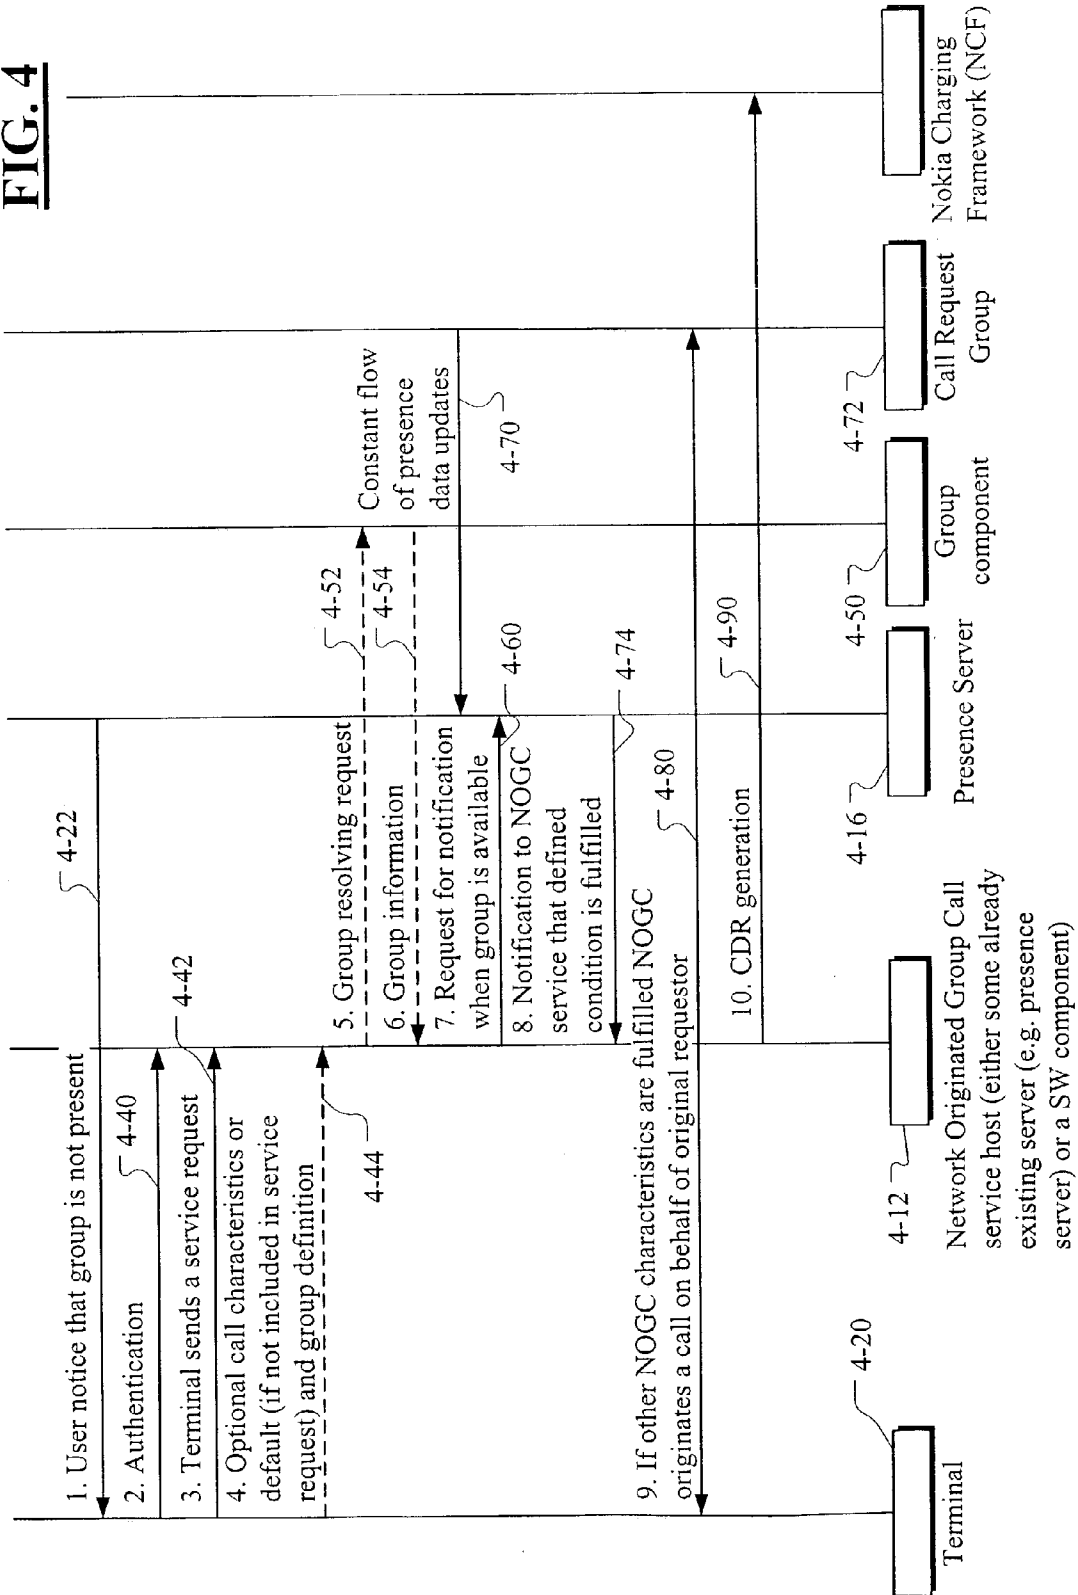 FIG. 4
1. User notice that group is not present
4-22
2. Authentication
4-40
3. Terminal sends a service request
4-42
4. Optional call characteristics or
default (if not included in service
request) and group definition
4-44
5. Group resolving request
4-52
6. Group information
4-54
Constant flow
of presence
data updates
4-70
7. Request for notification
when group is available
4-60
8. Notification to NOGC
service that defined
condition is fulfilled
4-74
9. If other NOGC characteristics are fulfilled NOGC
originates a call on behalf of original requestor
4-80
10. CDR generation
4-90
4-20
Terminal
4-12
Network Originated Group Call
service host (either some already
existing server (e.g. presence
server) or a SW component)
4-16
Presence Server
4-50
Group
component
4-72
Call Request
Group
Nokia Charging
Framework (NCF)